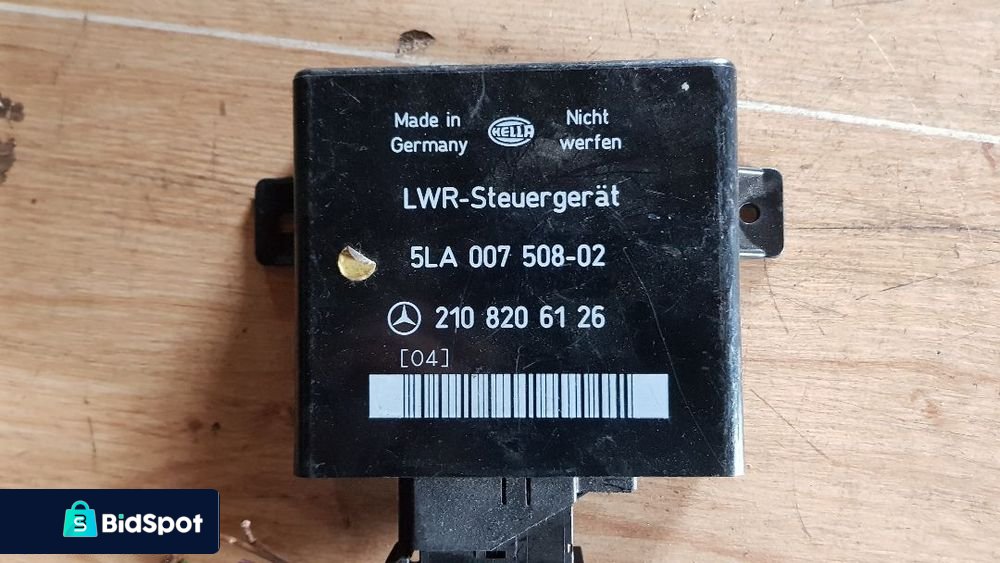 Made in
Germany
HELLA
Nicht
werfen
LWR-Steuergerät
5LA 007 508-02
210 820 61 26
[04]
BidSpot